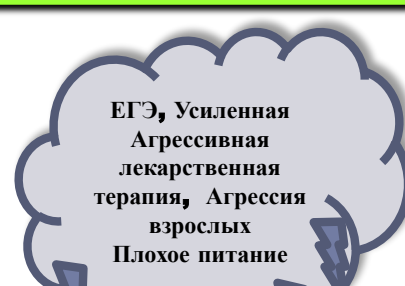 ЕГЭ, Усиленная
Агрессивная
лекарственная
терапия, Агрессия
взрослых
Плохое питание